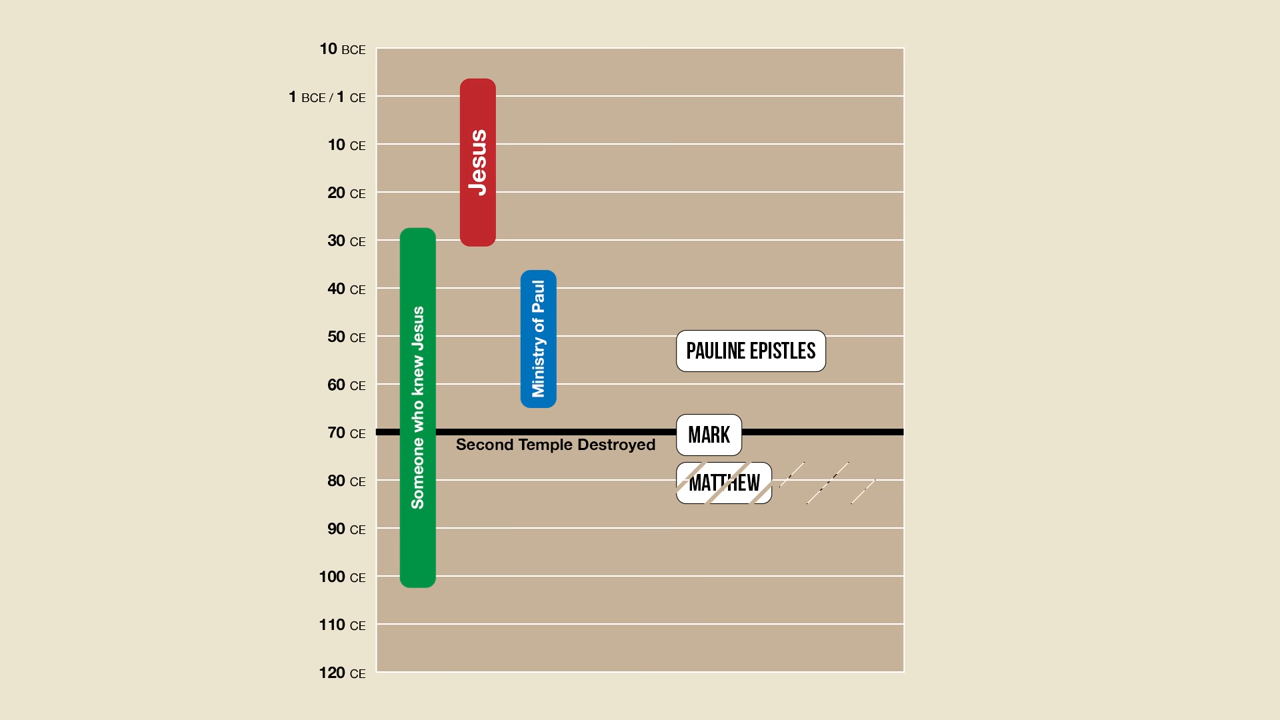 10 BCE
1 BCE / 1 CE
10 CE
20 CE
30 CE
40 CE
50 CE
60 CE
70 CE
80 CE
90 CE
100 CE
110 CE
120 CE
Someone who knew Jesus
Jesus
Ministry of Paul
PAULINE EPISTLES
MARK
Second Temple Destroyed
MATTHEW